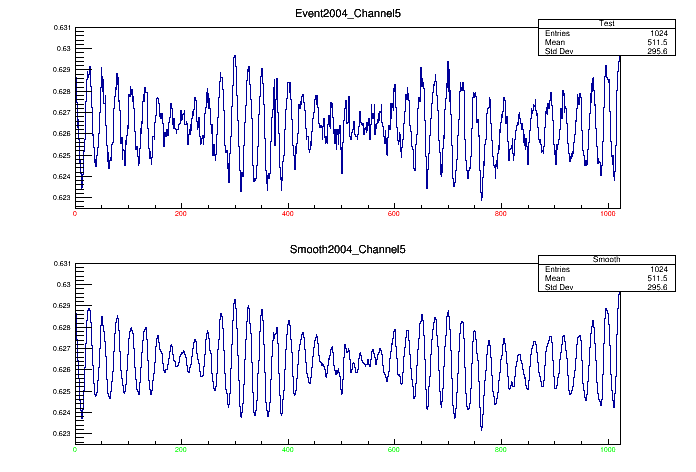 Event2004_Channel5
Test
Entries 1024
Mean 511.5
Std Dev 295.6
0.631
0.63
0.629
0.628
0.627
0.626
0.625
0.624
0.623
0 200 400 600 800 1000
Smooth2004_Channel5
Smooth
Entries 1024
Mean 511.5
Std Dev 295.6
0.631
0.63
0.629
0.628
0.627
0.626
0.625
0.624
0.623
0 200 400 600 800 1000